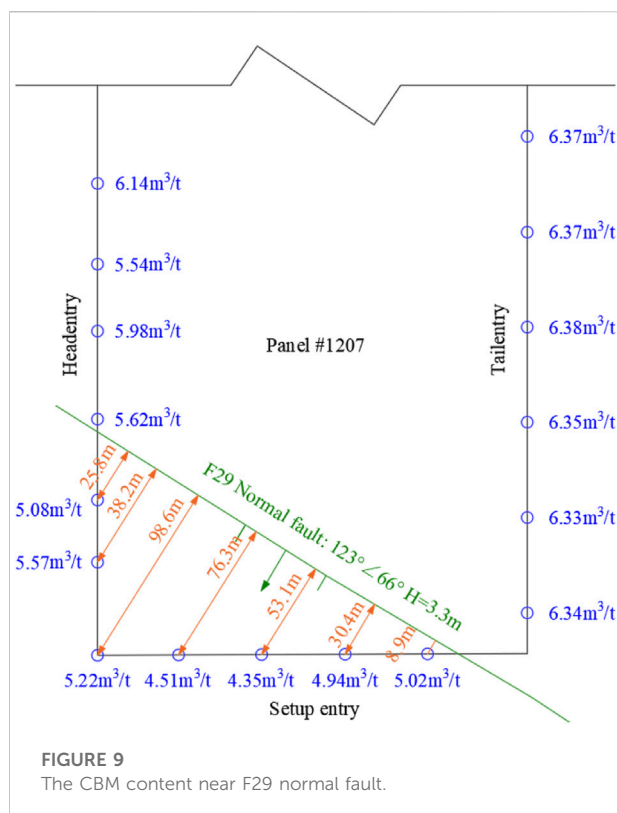 6.37m³/t
6.14m³/t
6.37m³/t
5.54m³/t
Headentry
5.98m³/t
Panel #1207
Tailentry
6.38m³/t
5.62m³/t
6.35m³/t
25.8m
38.2m
98.6m
76.3m
53.1m
30.4m
8.9m
F29 Normal fault: 123°∠66° H=3.3m
5.08m³/t
6.33m³/t
5.57m³/t
6.34m³/t
5.22m³/t 4.51m³/t 4.35m³/t 4.94m³/t 5.02m³/t
Setup entry
FIGURE 9
The CBM content near F29 normal fault.